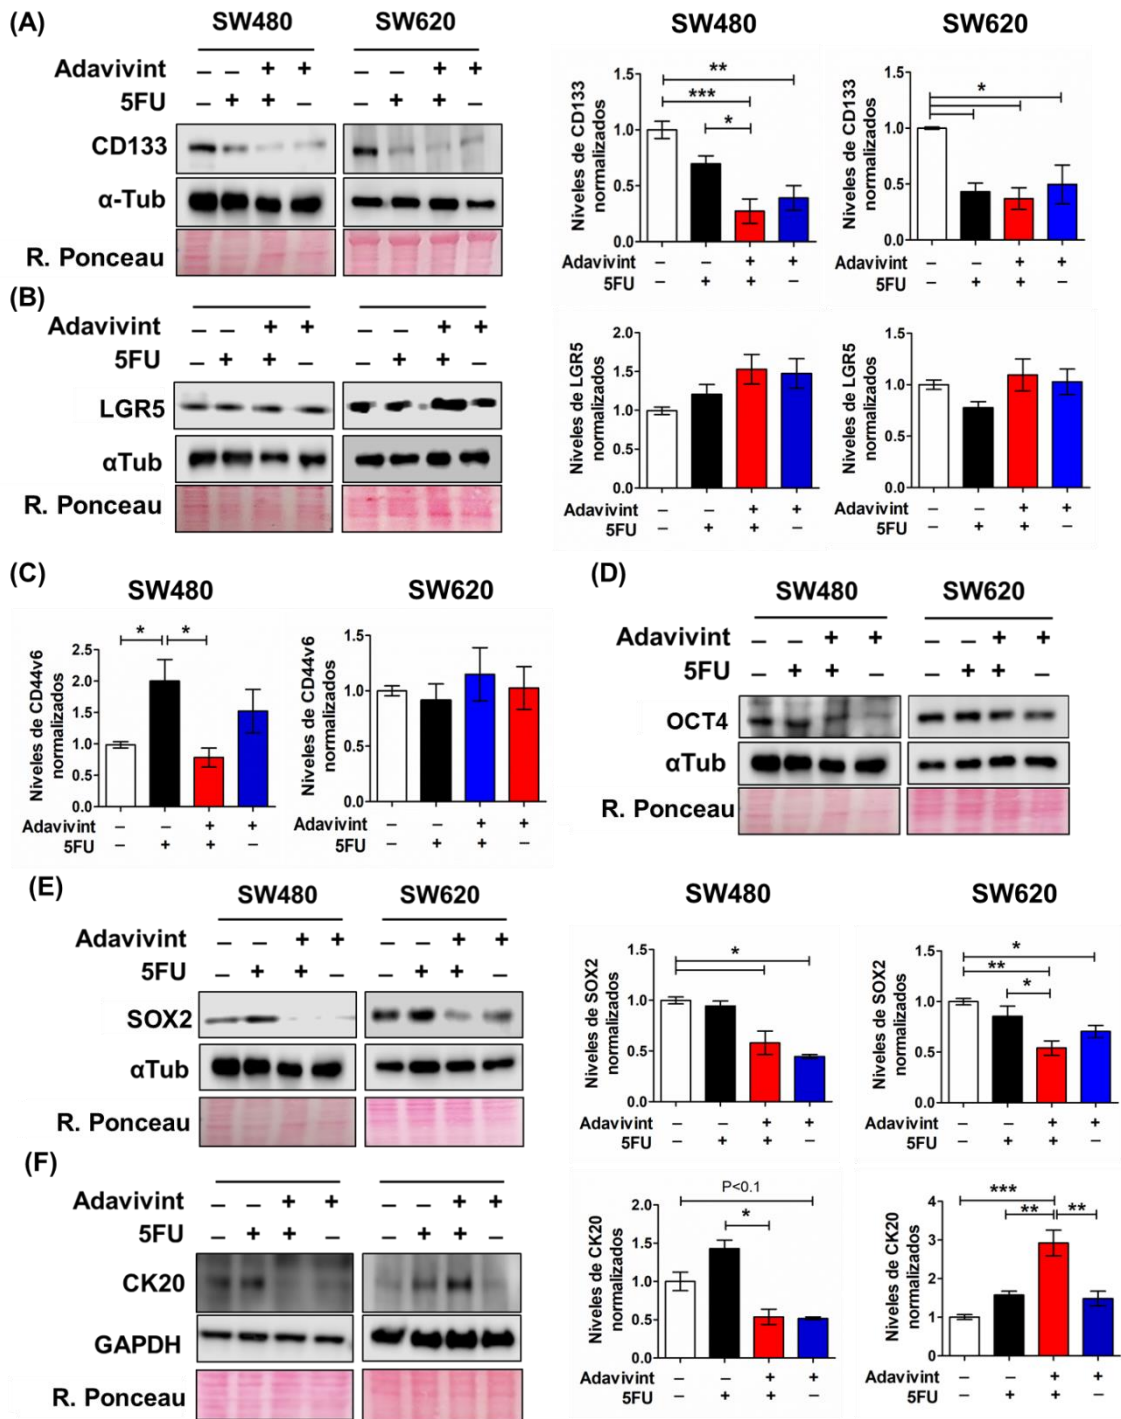 (A)
SW480 SW620
Adavivint – – + + – – + +
5FU – + + – – + + –
CD133
α-Tub
R. Ponceau
SW480
Niveles de CD133
normalizados
1.5
1.0
0.5
0.0
**
***
*
Adavivint – – + +
5FU – + + –
SW620
Niveles de CD133
normalizados
1.5
1.0
0.5
0.0
*
Adavivint – – + +
5FU – + + –
(B)
Adavivint – – + + – – + +
5FU – + + – – + + –
LGR5
αTub
R. Ponceau
Niveles de LGR5
normalizados
2.0
1.5
1.0
0.5
0.0
Adavivint – – + +
5FU – + + –
Niveles de LGR5
normalizados
1.5
1.0
0.5
0.0
Adavivint – – + +
5FU – + + –
(C)
SW480
Niveles de CD44v6
normalizados
2.5
2.0
1.5
1.0
0.5
0.0
* *
Adavivint – – + +
5FU – + + –
SW620
Niveles de CD44v6
normalizados
1.5
1.0
0.5
0.0
Adavivint – – + +
5FU – + + –
(D)
SW480 SW620
Adavivint – – + + – – + +
5FU – + + – – + + –
OCT4
αTub
R. Ponceau
(E)
SW480 SW620
Adavivint – – + + – – + +
5FU – + + – – + + –
SOX2
αTub
R. Ponceau
SW480
Niveles de SOX2
normalizados
1.5
1.0
0.5
0.0
*
Adavivint – – + +
5FU – + + –
SW620
Niveles de SOX2
normalizados
1.5
1.0
0.5
0.0
*
**
*
Adavivint – – + +
5FU – + + –
(F)
Adavivint – – + + – – + +
5FU – + + – – + + –
CK20
GAPDH
R. Ponceau
Niveles de CK20
normalizados
2.0
1.5
1.0
0.5
0.0
P<0.1
*
Adavivint – – + +
5FU – + + –
Niveles de CK20
normalizados
4
3
2
1
0
***
** **
Adavivint – – + +
5FU – + + –